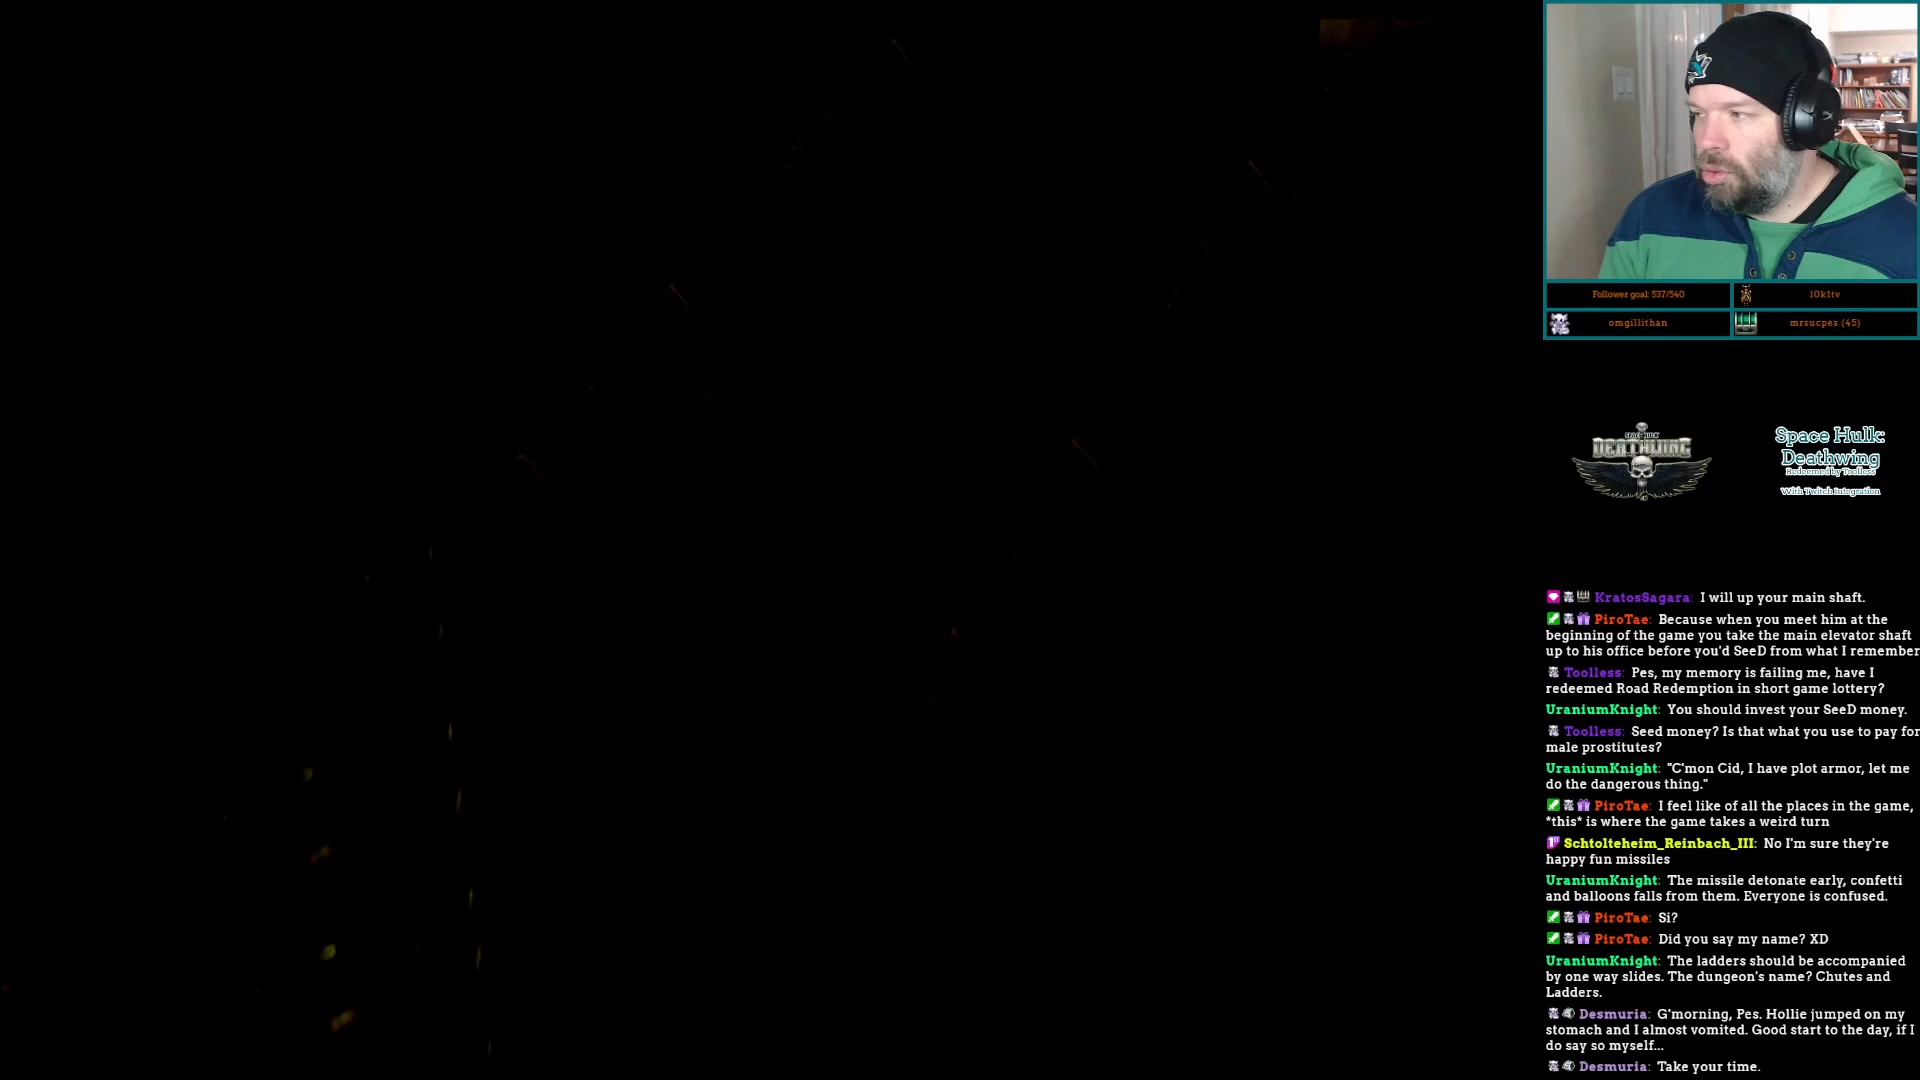 Follower goal: 537/540
10k1tv
omgillithan
mrsucpes (45)
SPACE HULK
DEATHWING
Space Hulk:
Deathwing
Redeemed by Toolless
With Twitch Integration
KratosSagara: I will up your main shaft.
PiroTae: Because when you meet him at the
beginning of the game you take the main elevator shaft
up to his office before you'd SeeD from what I remember
Toolless: Pes, my memory is failing me, have I
redeemed Road Redemption in short game lottery?
UraniumKnight: You should invest your SeeD money.
Toolless: Seed money? Is that what you use to pay for
male prostitutes?
UraniumKnight: "C'mon Cid, I have plot armor, let me
do the dangerous thing."
PiroTae: I feel like of all the places in the game,
*this* is where the game takes a weird turn
Schtolteheim_Reinbach_III: No I'm sure they're
happy fun missiles
UraniumKnight: The missile detonate early, confetti
and balloons falls from them. Everyone is confused.
PiroTae: Si?
PiroTae: Did you say my name? XD
UraniumKnight: The ladders should be accompanied
by one way slides. The dungeon's name? Chutes and
Ladders.
Desmuria: G'morning, Pes. Hollie jumped on my
stomach and I almost vomited. Good start to the day, if I
do say so myself...
Desmuria: Take your time.